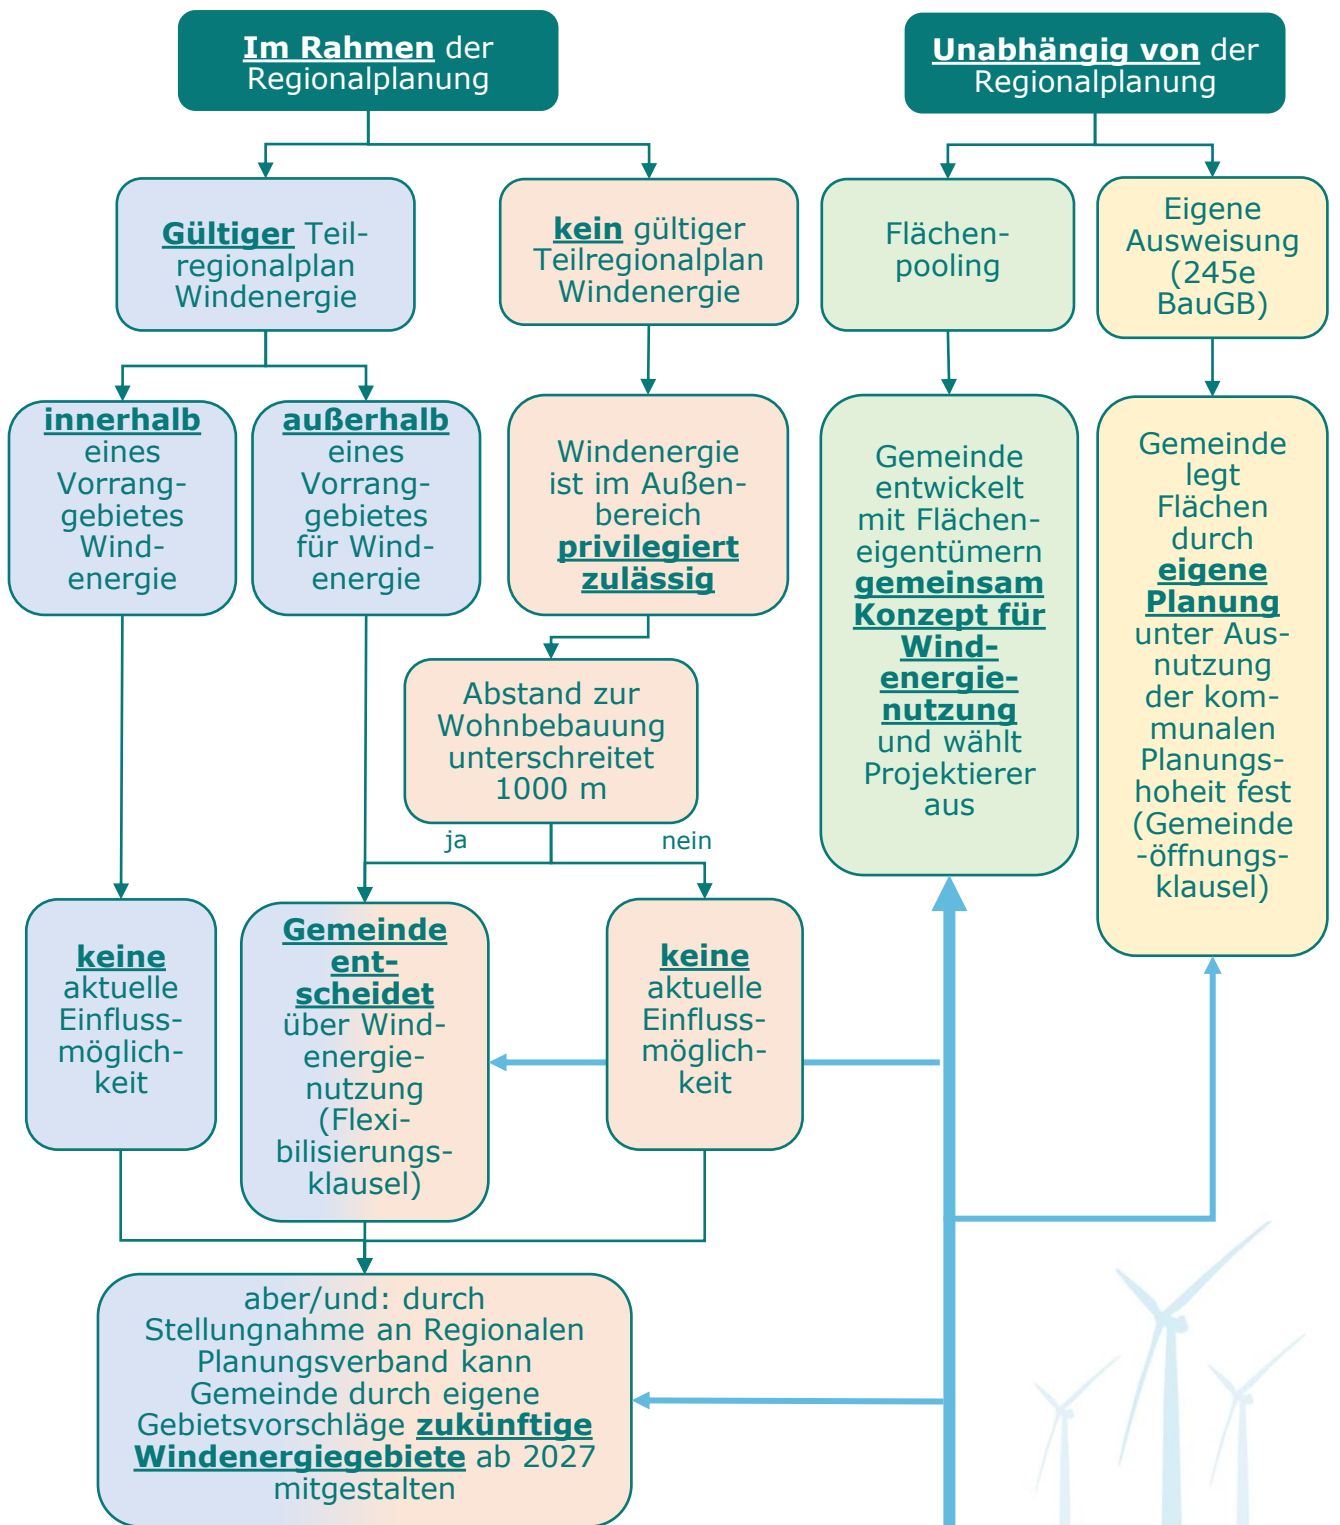 Im Rahmen der
Regionalplanung
Unabhängig von der
Regionalplanung
Gültiger Teil-
regionalplan
Windenergie
kein gültiger
Teilregionalplan
Windenergie
Flächen-
pooling
Eigene
Ausweisung
(245e
BauGB)
innerhalb
eines
Vorrang-
gebietes
Wind-
energie
außerhalb
eines
Vorrang-
gebietes
für Wind-
energie
Windenergie
ist im Außen-
bereich
privilegiert
zulässig
Gemeinde
entwickelt
mit Flächen-
eigentümern
gemeinsam
Konzept für
Wind-
energie-
nutzung
und wählt
Projektierer
aus
Gemeinde
legt
Flächen
durch
eigene
Planung
unter Aus-
nutzung
der kom-
munalen
Planungs-
hoheit fest
(Gemeinde
-öffnungs-
klausel)
Abstand zur
Wohnbebauung
unterschreitet
1000 m
ja
nein
keine
aktuelle
Einfluss-
möglich-
keit
Gemeinde
ent-
scheidet
über Wind-
energie-
nutzung
(Flexi-
bilisierungs-
klausel)
keine
aktuelle
Einfluss-
möglich-
keit
aber/und: durch
Stellungnahme an Regionalen
Planungsverband kann
Gemeinde durch eigene
Gebietsvorschläge zukünftige
Windenergiegebiete ab 2027
mitgestalten